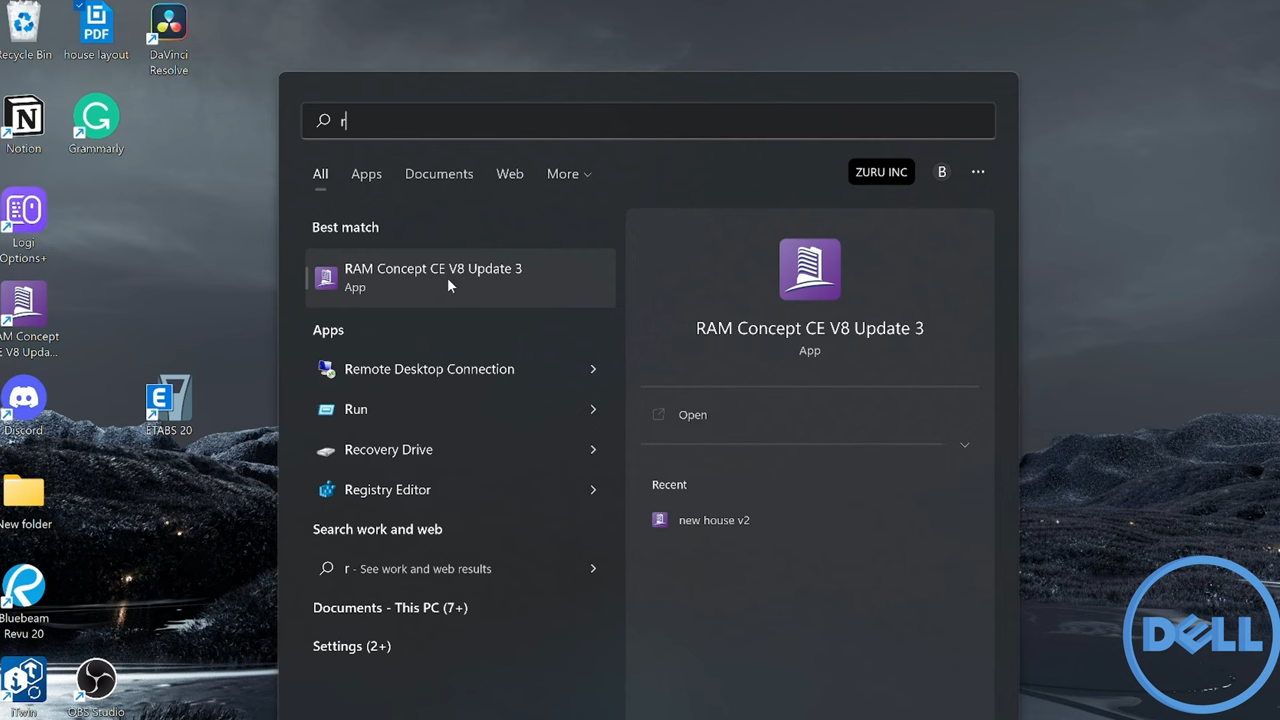 Recycle Bin
PDF
house layout
DaVinci
Resolve
N
Notion
G
Grammarly
Logi
Options+
RAM Concept
CE V8 Upda...
Discord
E
ETABS 20
New folder
Bluebeam
Revu 20
iTwin
OBS Studio
r
All
Apps
Documents
Web
More
ZURU INC
B
Best match
RAM Concept CE V8 Update 3
App
Apps
Remote Desktop Connection
Run
Recovery Drive
Registry Editor
Search work and web
r - See work and web results
Documents - This PC (7+)
Settings (2+)
RAM Concept CE V8 Update 3
App
Open
Recent
new house v2
DELL